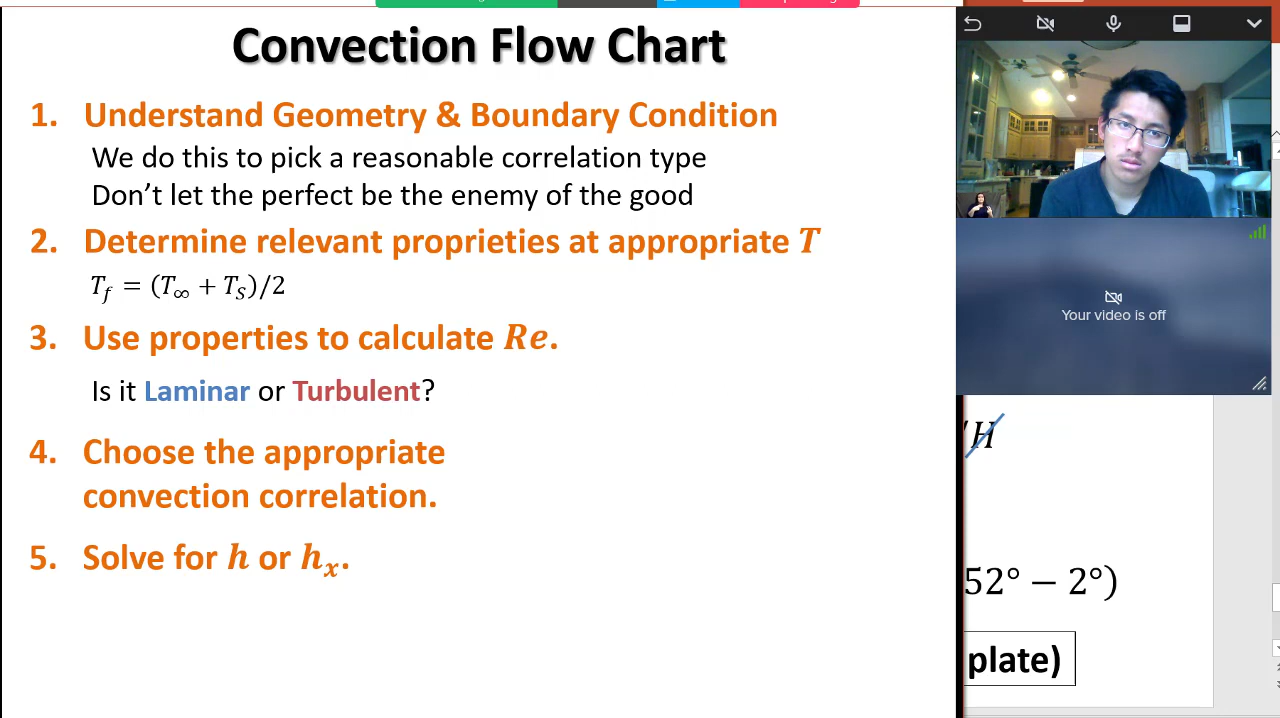 Convection Flow Chart
1. Understand Geometry & Boundary Condition
We do this to pick a reasonable correlation type
Don’t let the perfect be the enemy of the good
2. Determine relevant proprieties at appropriate T
T_f = (T_∞ + T_S)/2
3. Use properties to calculate Re.
Is it Laminar or Turbulent?
4. Choose the appropriate
convection correlation.
5. Solve for h or h_x.
Your video is off
/H
52° − 2°)
plate)